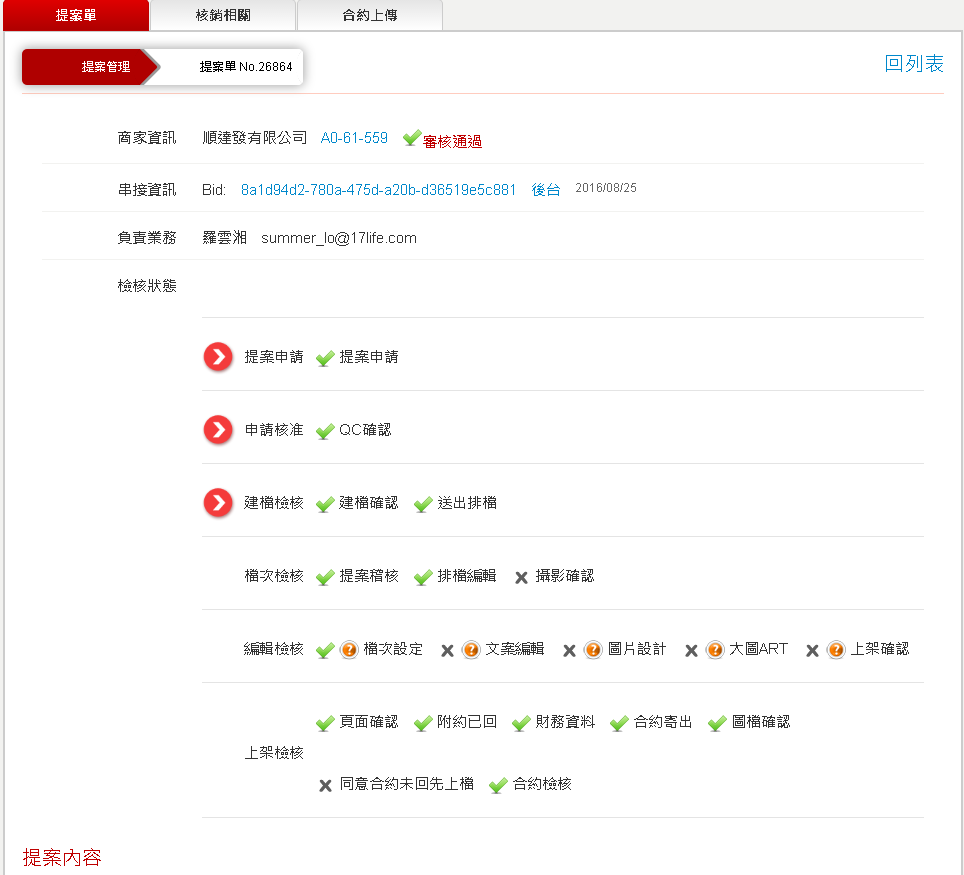 提案單 核銷相關 合約上傳
提案管理 提案單 No.26864 回列表
商家資訊 順達發有限公司 A0-61-559 審核通過
串接資訊 Bid: 8a1d94d2-780a-475d-a20b-d36519e5c881 後台 2016/08/25
負責業務 羅雲湘 summer_lo@17life.com
檢核狀態
提案申請 提案申請
申請核准 QC確認
建檔檢核 建檔確認 送出排檔
檔次檢核 提案稽核 排檔編輯 攝影確認
編輯檢核 檔次設定 文案編輯 圖片設計 大圖ART 上架確認
頁面確認 附約已回 財務資料 合約寄出 圖檔確認
上架檢核
同意合約未回先上檔 合約檢核
提案內容